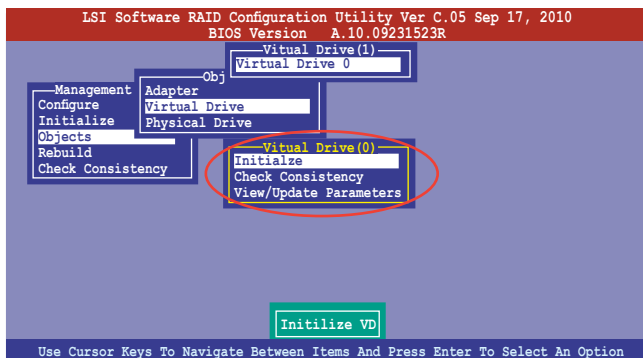 LSI Software RAID Configuration Utility Ver C.05 Sep 17, 2010
BIOS Version A.10.09231523R
Vitual Drive(1)
Virtual Drive 0
Obj
Adapter
Virtual Drive
Physical Drive
Management
Configure
Initialize
Objects
Rebuild
Check Consistency
Vitual Drive(0)
Initialze
Check Consistency
View/Update Parameters
Initilize VD
Use Cursor Keys To Navigate Between Items And Press Enter To Select An Option